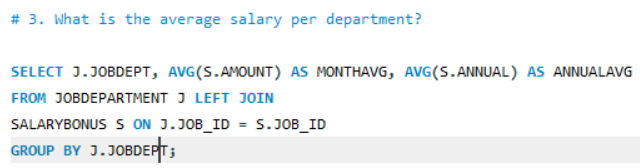 # 3. What is the average salary per department?
SELECT J.JOBDEPT, AVG(S.AMOUNT) AS MONTHAVG, AVG(S.ANNUAL) AS ANNUALAVG
FROM JOBDEPARTMENT J LEFT JOIN
SALARYBONUS S ON J.JOB_ID = S.JOB_ID
GROUP BY J.JOBDEPT;